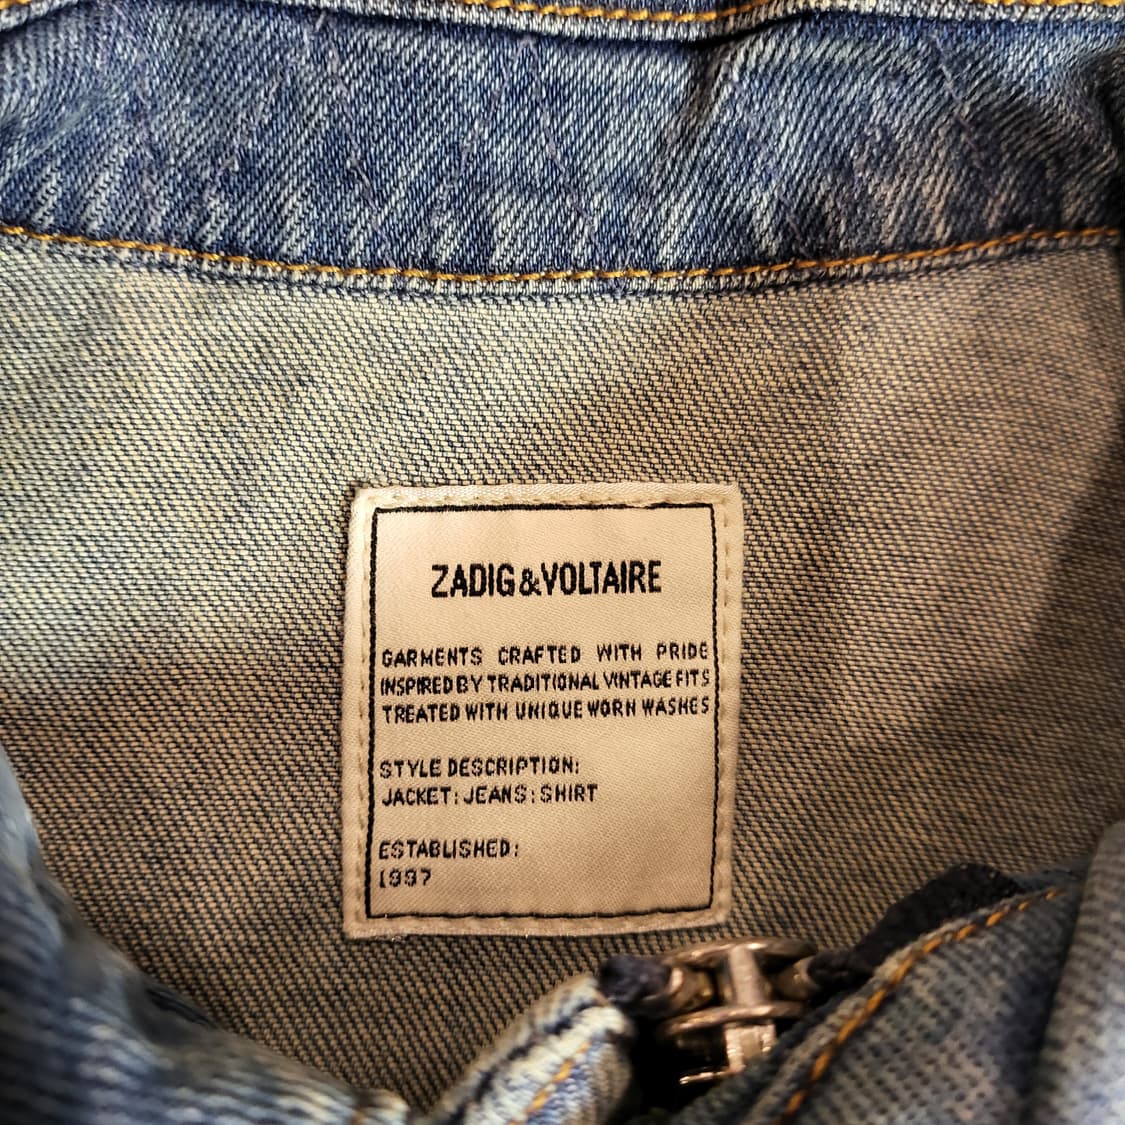 ZADIG&VOLTAIRE
GARMENTS CRAFTED WITH PRIDE
INSPIRED BY TRADITIONAL VINTAGE FITS
TREATED WITH UNIQUE WORN WASHES
STYLE DESCRIPTION:
JACKET: JEANS: SHIRT
ESTABLISHED:
1997